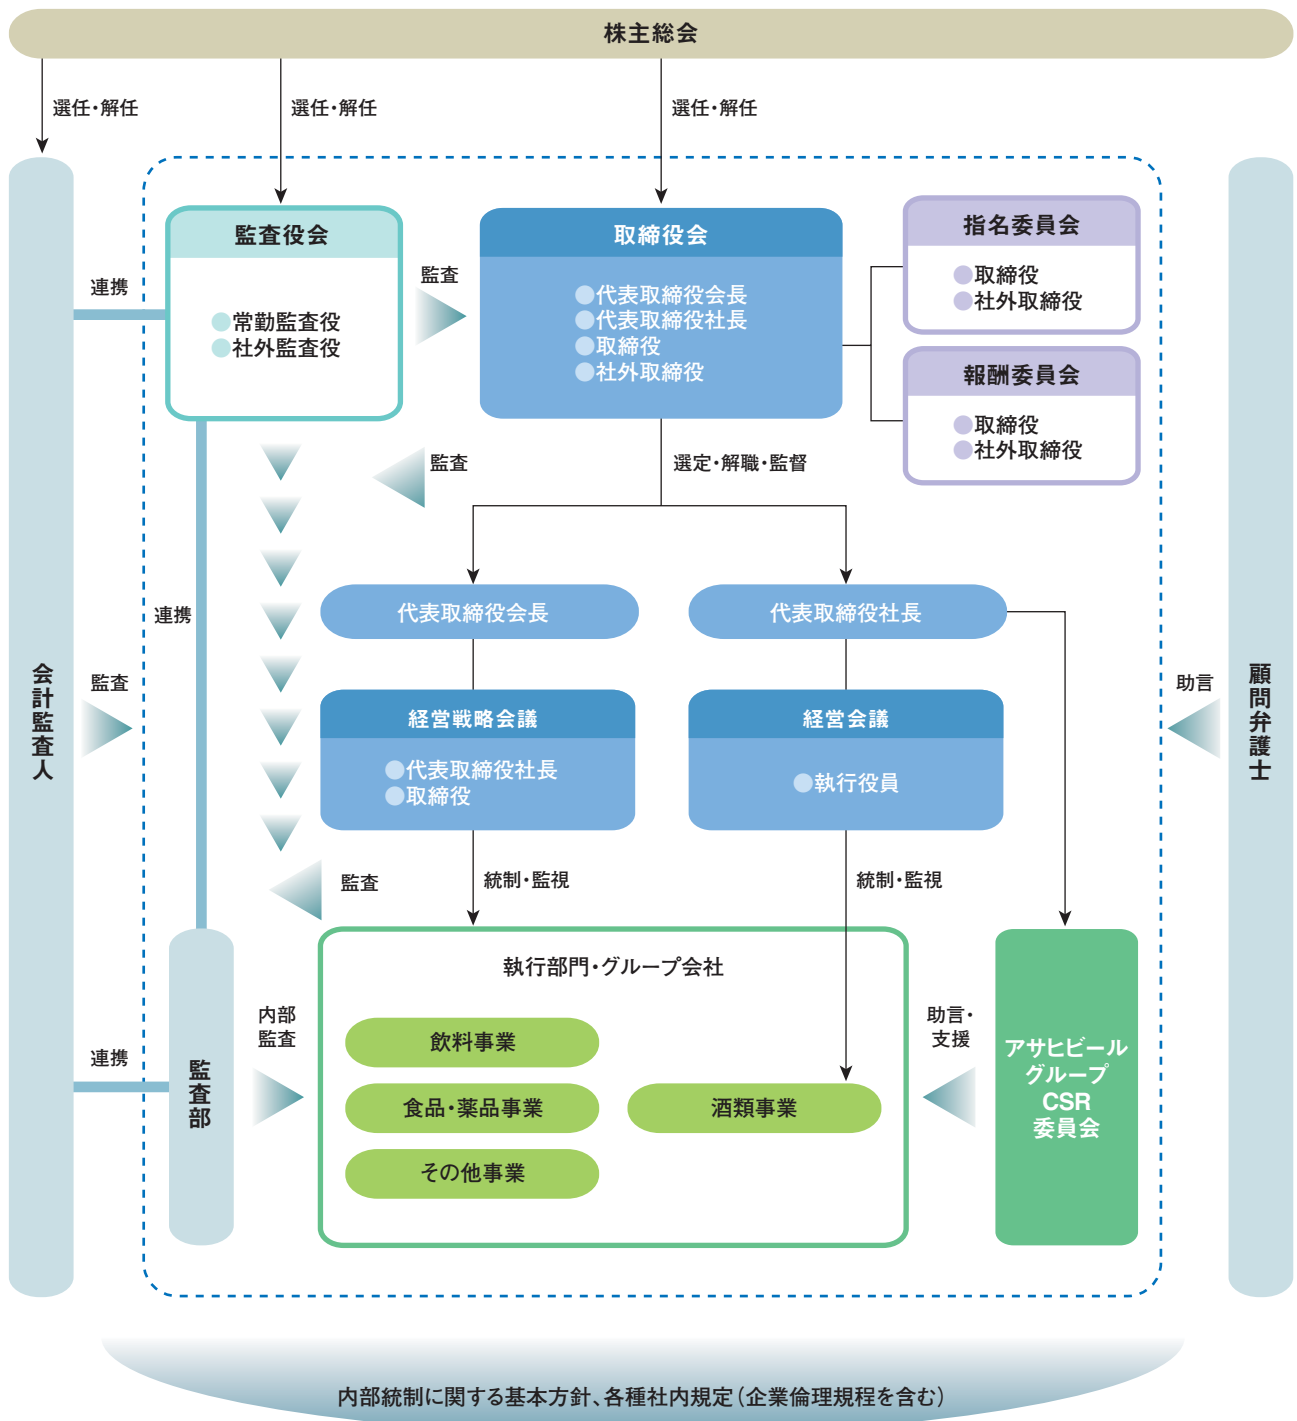 株主総会
選任・解任
選任・解任
選任・解任
監査役会
●常勤監査役
●社外監査役
連携
監査
取締役会
●代表取締役会長
●代表取締役社長
●取締役
●社外取締役
指名委員会
●取締役
●社外取締役
報酬委員会
●取締役
●社外取締役
監査
選定・解職・監督
連携
代表取締役会長
代表取締役社長
会計監査人
監査
経営戦略会議
●代表取締役社長
●取締役
経営会議
●執行役員
助言
顧問弁護士
監査
統制・監視
統制・監視
執行部門・グループ会社
内部
監査
飲料事業
食品・薬品事業
その他事業
酒類事業
助言・
支援
連携
監査部
アサヒビール
グループ
CSR
委員会
内部統制に関する基本方針、各種社内規定（企業倫理規程を含む）